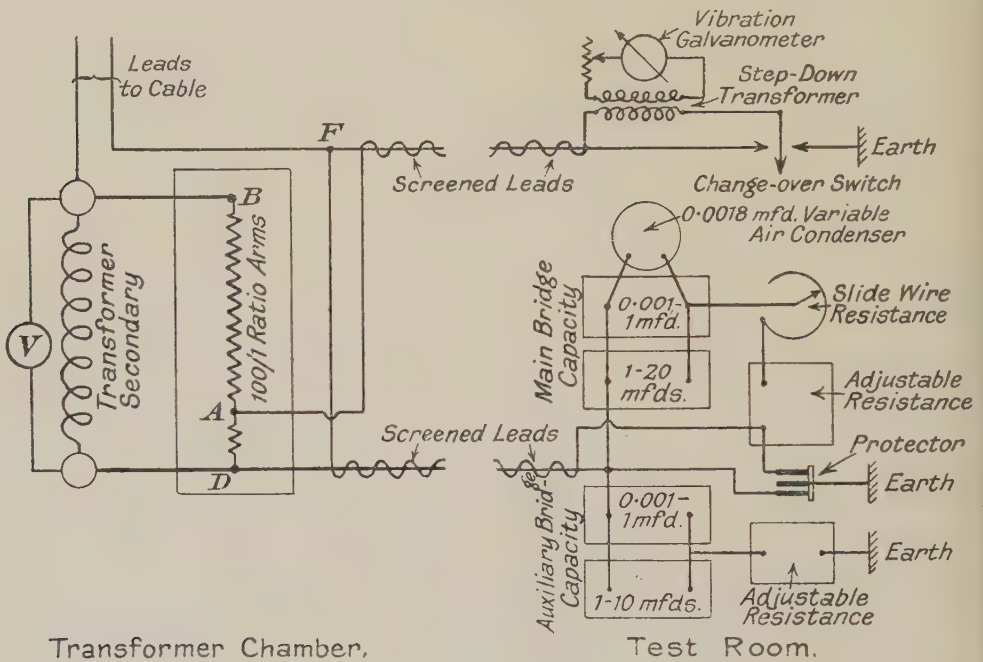 Leads
to Cable
F
B
100/1 Ratio Arms
A
D
V
Transformer
Secondary
Screened Leads
Screened Leads
Transformer Chamber.
Vibration
Galvanometer
Step-Down
Transformer
Earth
Change-over Switch
0·0018 mfd. Variable
Air Condenser
Main Bridge
Capacity
0·001-
1mfd.
1-20
mfds.
Slide Wire
Resistance
Adjustable
Resistance
Protector
Earth
Auxiliary Bridge
Capacity
0·001-
1mfd.
1-10 mfds.
Earth
Adjustable
Resistance
Test Room.